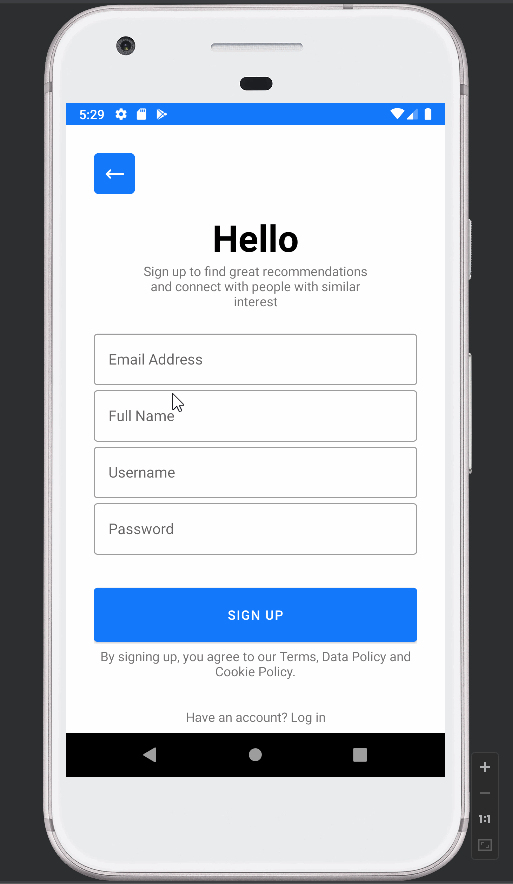 5:29
Hello
Sign up to find great recommendations
and connect with people with similar
interest
Email Address
Full Name
Username
Password
SIGN UP
By signing up, you agree to our Terms, Data Policy and
Cookie Policy.
Have an account? Log in
1:1